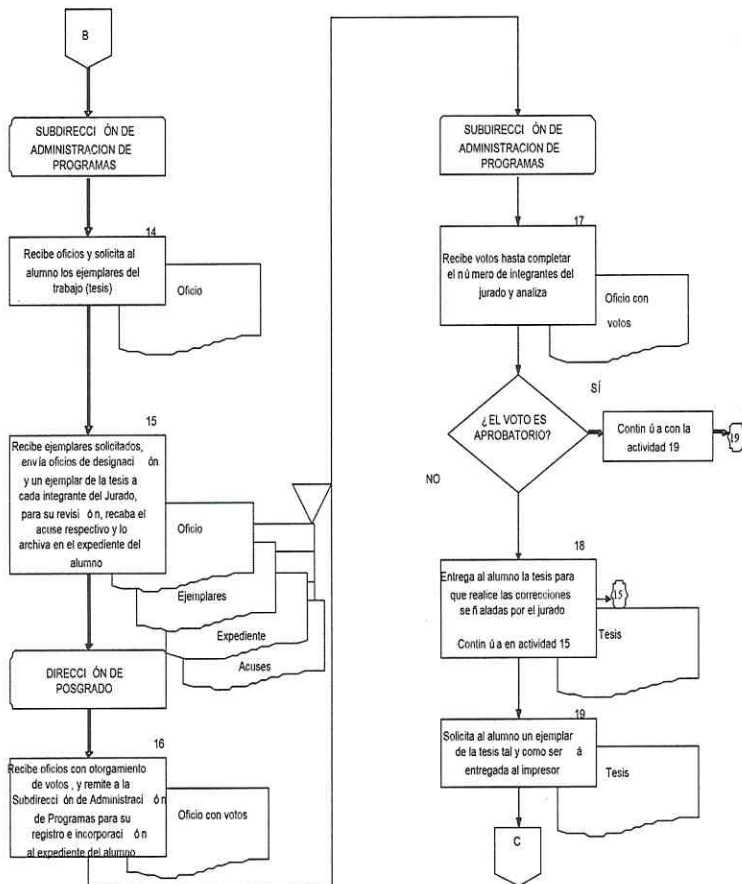 B
SUBDIRECCI ÓN DE
ADMINISTRACION DE
PROGRAMAS
14
Recibe oficios y solicita al
alumno los ejemplares del
trabajo (tesis)
Oficio
15
Recibe ejemplares solicitados,
envía oficios de designaci ón
y un ejemplar de la tesis a
cada integrante del Jurado,
para su revisi ó n, recaba el
acuse respectivo y lo
archiva en el expediente del
alumno
Oficio
Ejemplares
Expediente
Acuses
DIRECCI ÓN DE
POSGRADO
16
Recibe oficios con otorgamiento
de votos , y remite a la
Subdirecci ón de Administraci ó n
de Programas para su
registro e incorporaci ó n
al expediente del alumno
Oficio con votos
SUBDIRECCI ÓN DE
ADMINISTRACION DE
PROGRAMAS
17
Recibe votos hasta completar
el n ú mero de integrantes del
jurado y analiza
Oficio con
votos
¿EL VOTO ES
APROBATORIO?
SÍ
Contin ú a con la
actividad 19
19
NO
18
Entrega al alumno la tesis para
que realice las correcciones
se ñ aladas por el jurado
Contin ú a en actividad 15
15
Tesis
19
Solicita al alumno un ejemplar
de la tesis tal y como ser á
entregada al impresor
Tesis
C